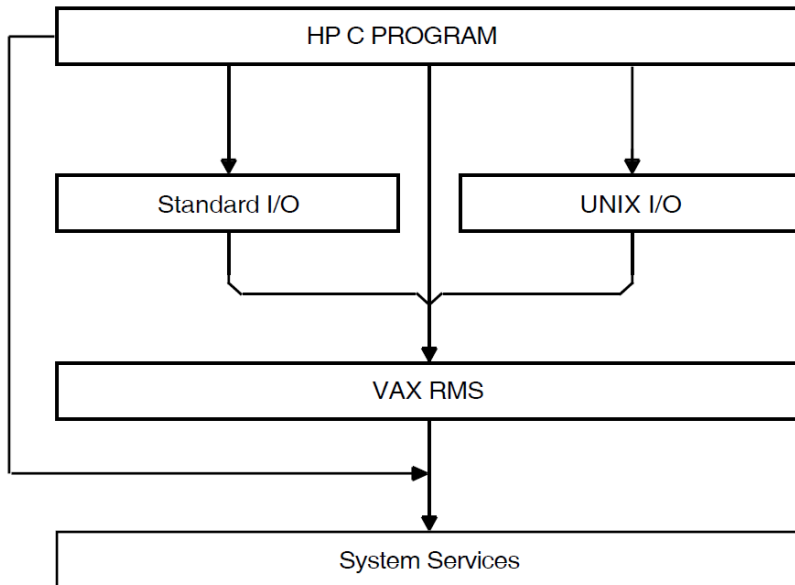 HP C PROGRAM
Standard I/O
UNIX I/O
VAX RMS
System Services